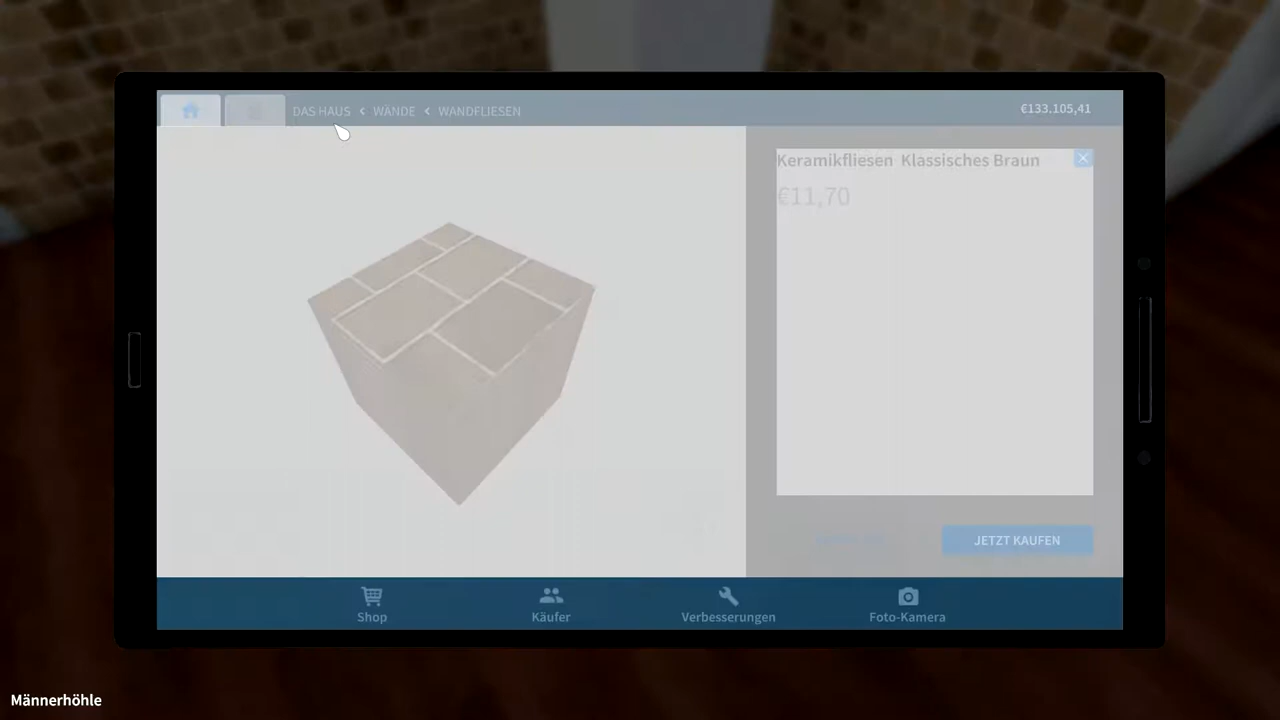 DAS HAUS < WÄNDE < WANDFLIESEN
€133.105,41
Keramikfliesen Klassisches Braun
€11,70
JETZT KAUFEN
Shop
Käufer
Verbesserungen
Foto-Kamera
Männerhöhle